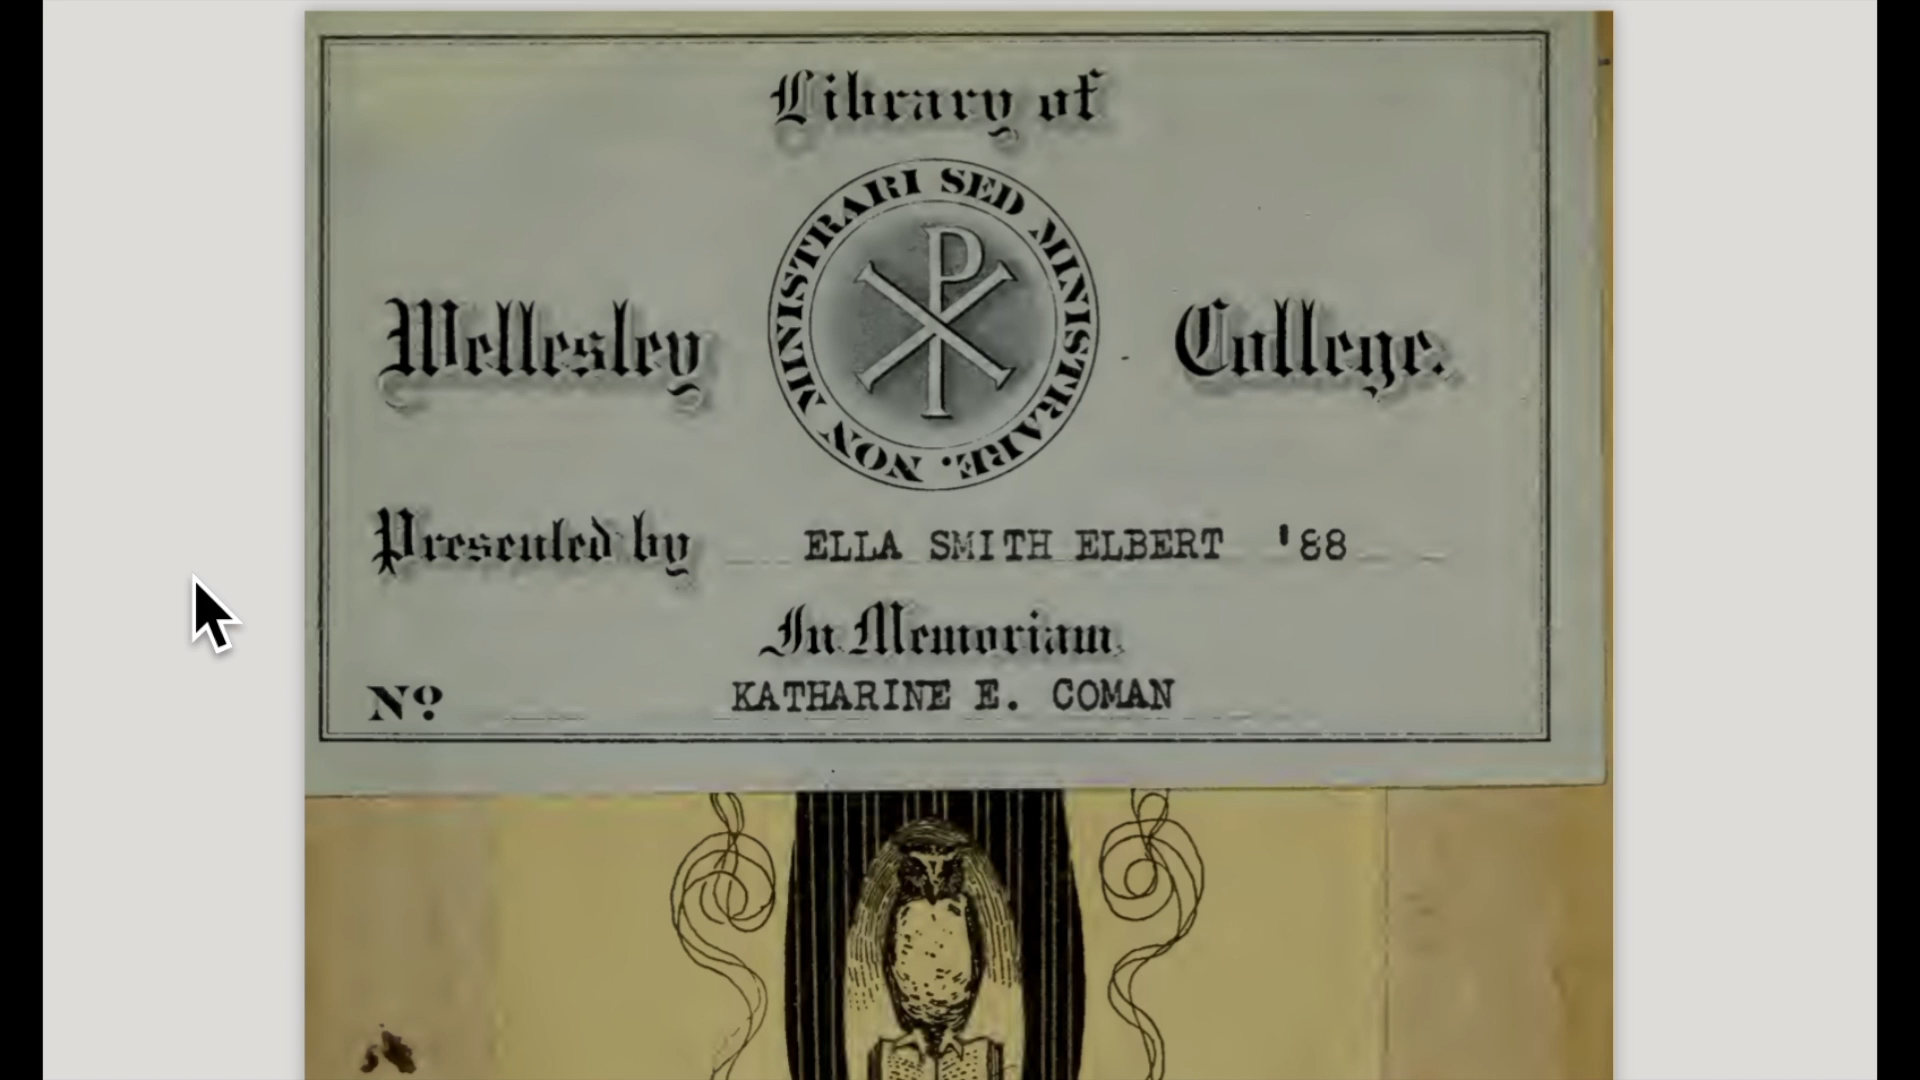 Library of
NON MINISTRARI SED MINISTRARE.
Wellesley College.
Presented by ELLA SMITH ELBERT '88
In Memoriam
Nº KATHARINE E. COMAN